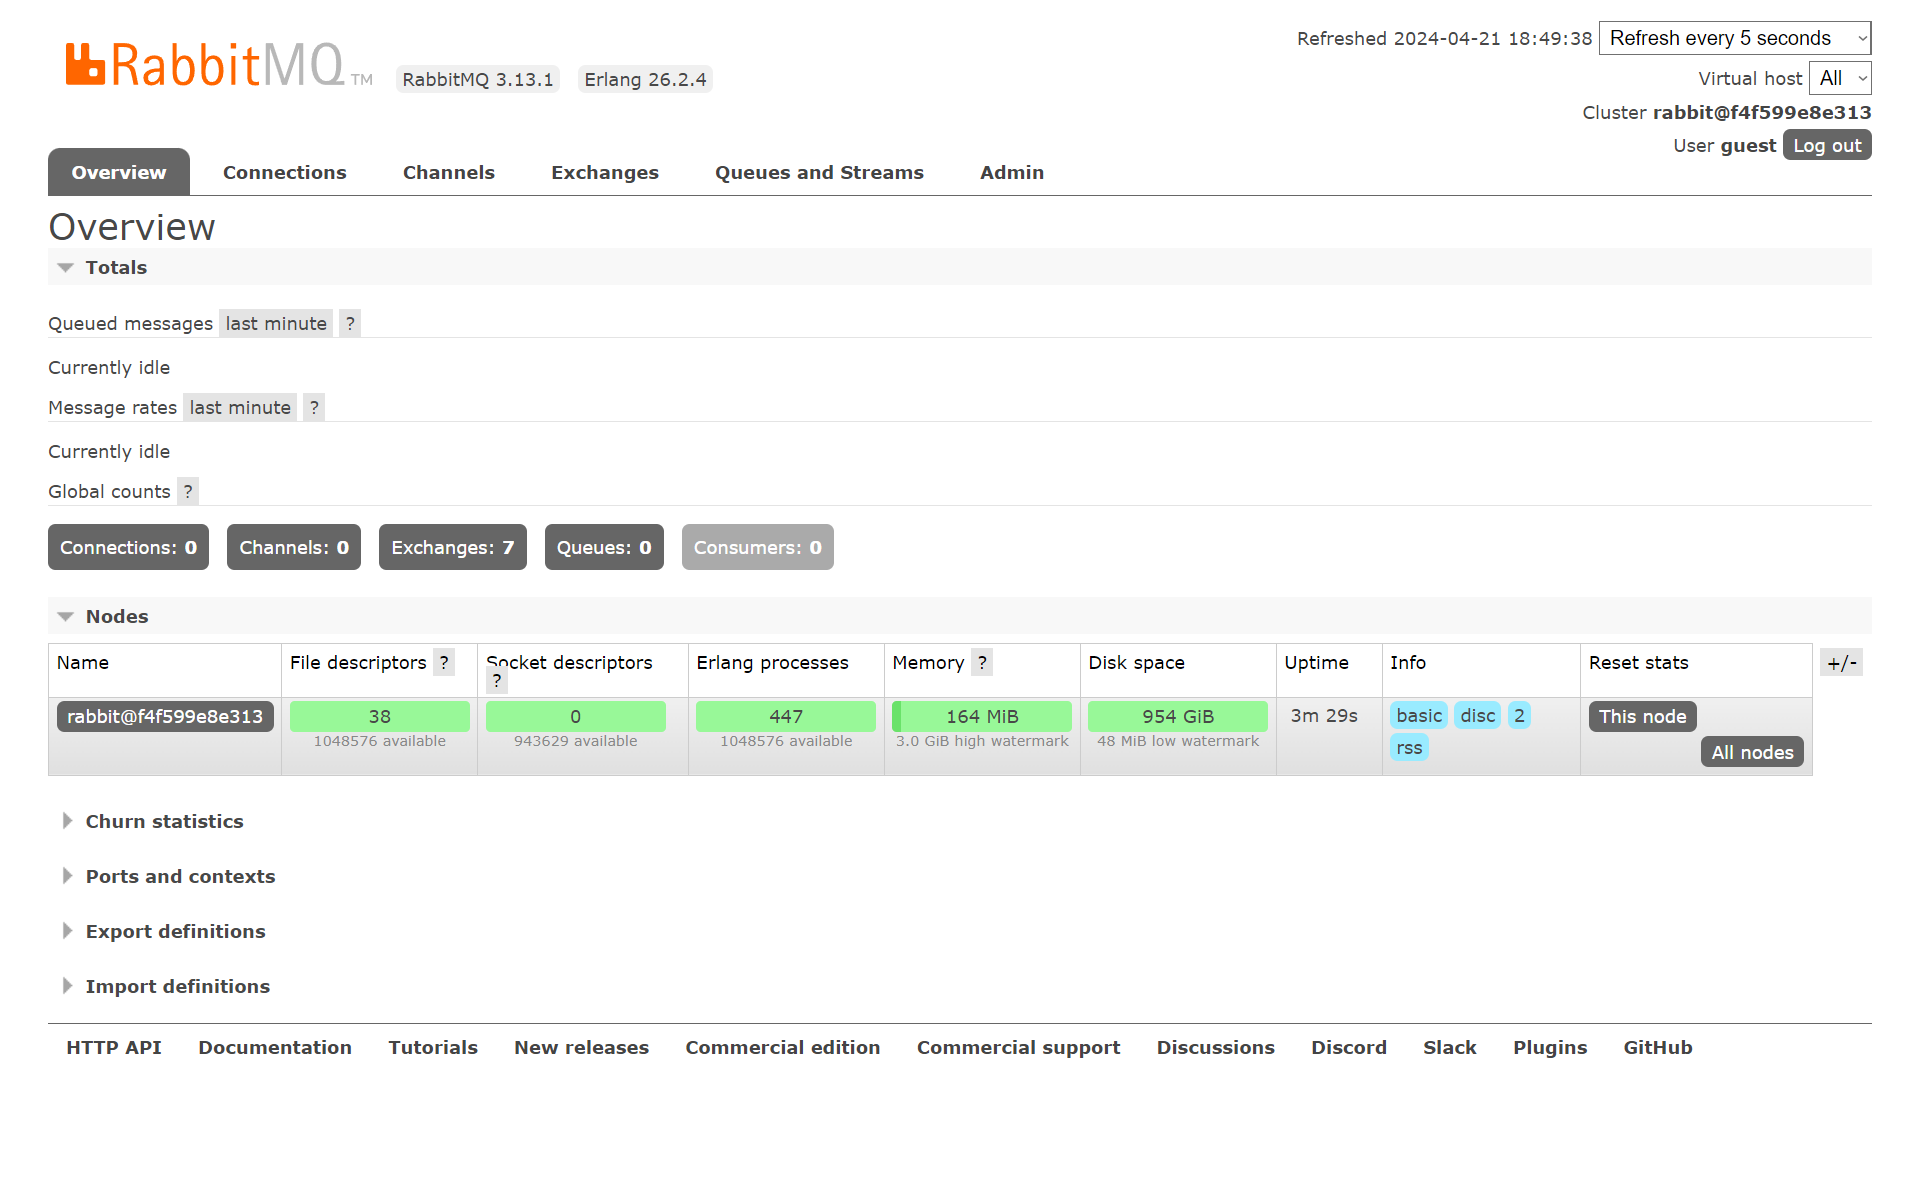 RabbitMQ TM RabbitMQ 3.13.1 Erlang 26.2.4
Refreshed 2024-04-21 18:49:38 Refresh every 5 seconds
Virtual host All
Cluster rabbit@f4f599e8e313
User guest Log out
Overview Connections Channels Exchanges Queues and Streams Admin
Overview
Totals
Queued messages last minute ?
Currently idle
Message rates last minute ?
Currently idle
Global counts ?
Connections: 0 Channels: 0 Exchanges: 7 Queues: 0 Consumers: 0
Nodes
Name File descriptors ? Socket descriptors ? Erlang processes Memory ? Disk space Uptime Info Reset stats +/-
rabbit@f4f599e8e313 38 0 447 164 MiB 954 GiB 3m 29s basic disc 2 This node
1048576 available 943629 available 1048576 available 3.0 GiB high watermark 48 MiB low watermark rss All nodes
Churn statistics
Ports and contexts
Export definitions
Import definitions
HTTP API Documentation Tutorials New releases Commercial edition Commercial support Discussions Discord Slack Plugins GitHub